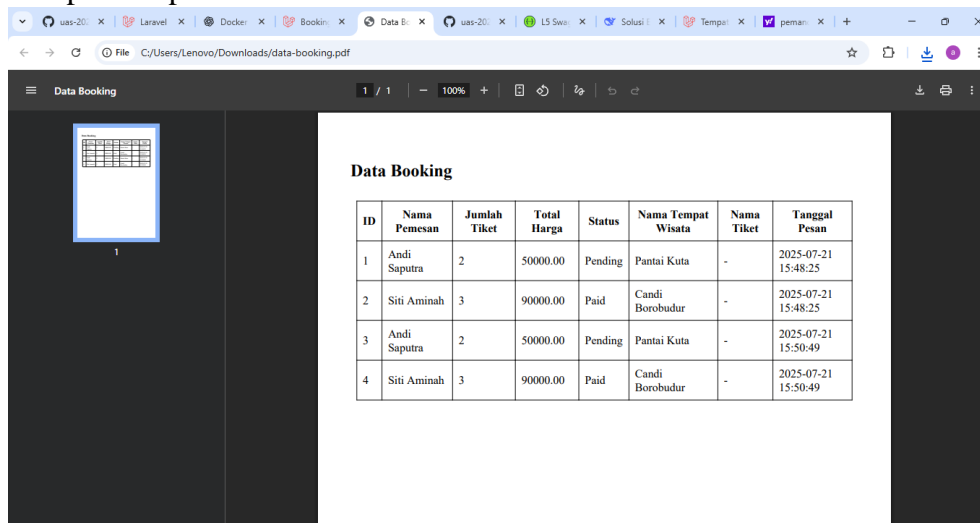 uas-202
Laravel
Docker
Booking
Data Bo
uas-202
L5 Swag
Solusi
Tempat
peman
File C:/Users/Lenovo/Downloads/data-booking.pdf
a
Data Booking
1 / 1
100%
1
Data Booking
ID Nama Pemesan Jumlah Tiket Total Harga Status Nama Tempat Wisata Nama Tiket Tanggal Pesan
1 Andi Saputra 2 50000.00 Pending Pantai Kuta - 2025-07-21 15:48:25
2 Siti Aminah 3 90000.00 Paid Candi Borobudur - 2025-07-21 15:48:25
3 Andi Saputra 2 50000.00 Pending Pantai Kuta - 2025-07-21 15:50:49
4 Siti Aminah 3 90000.00 Paid Candi Borobudur - 2025-07-21 15:50:49